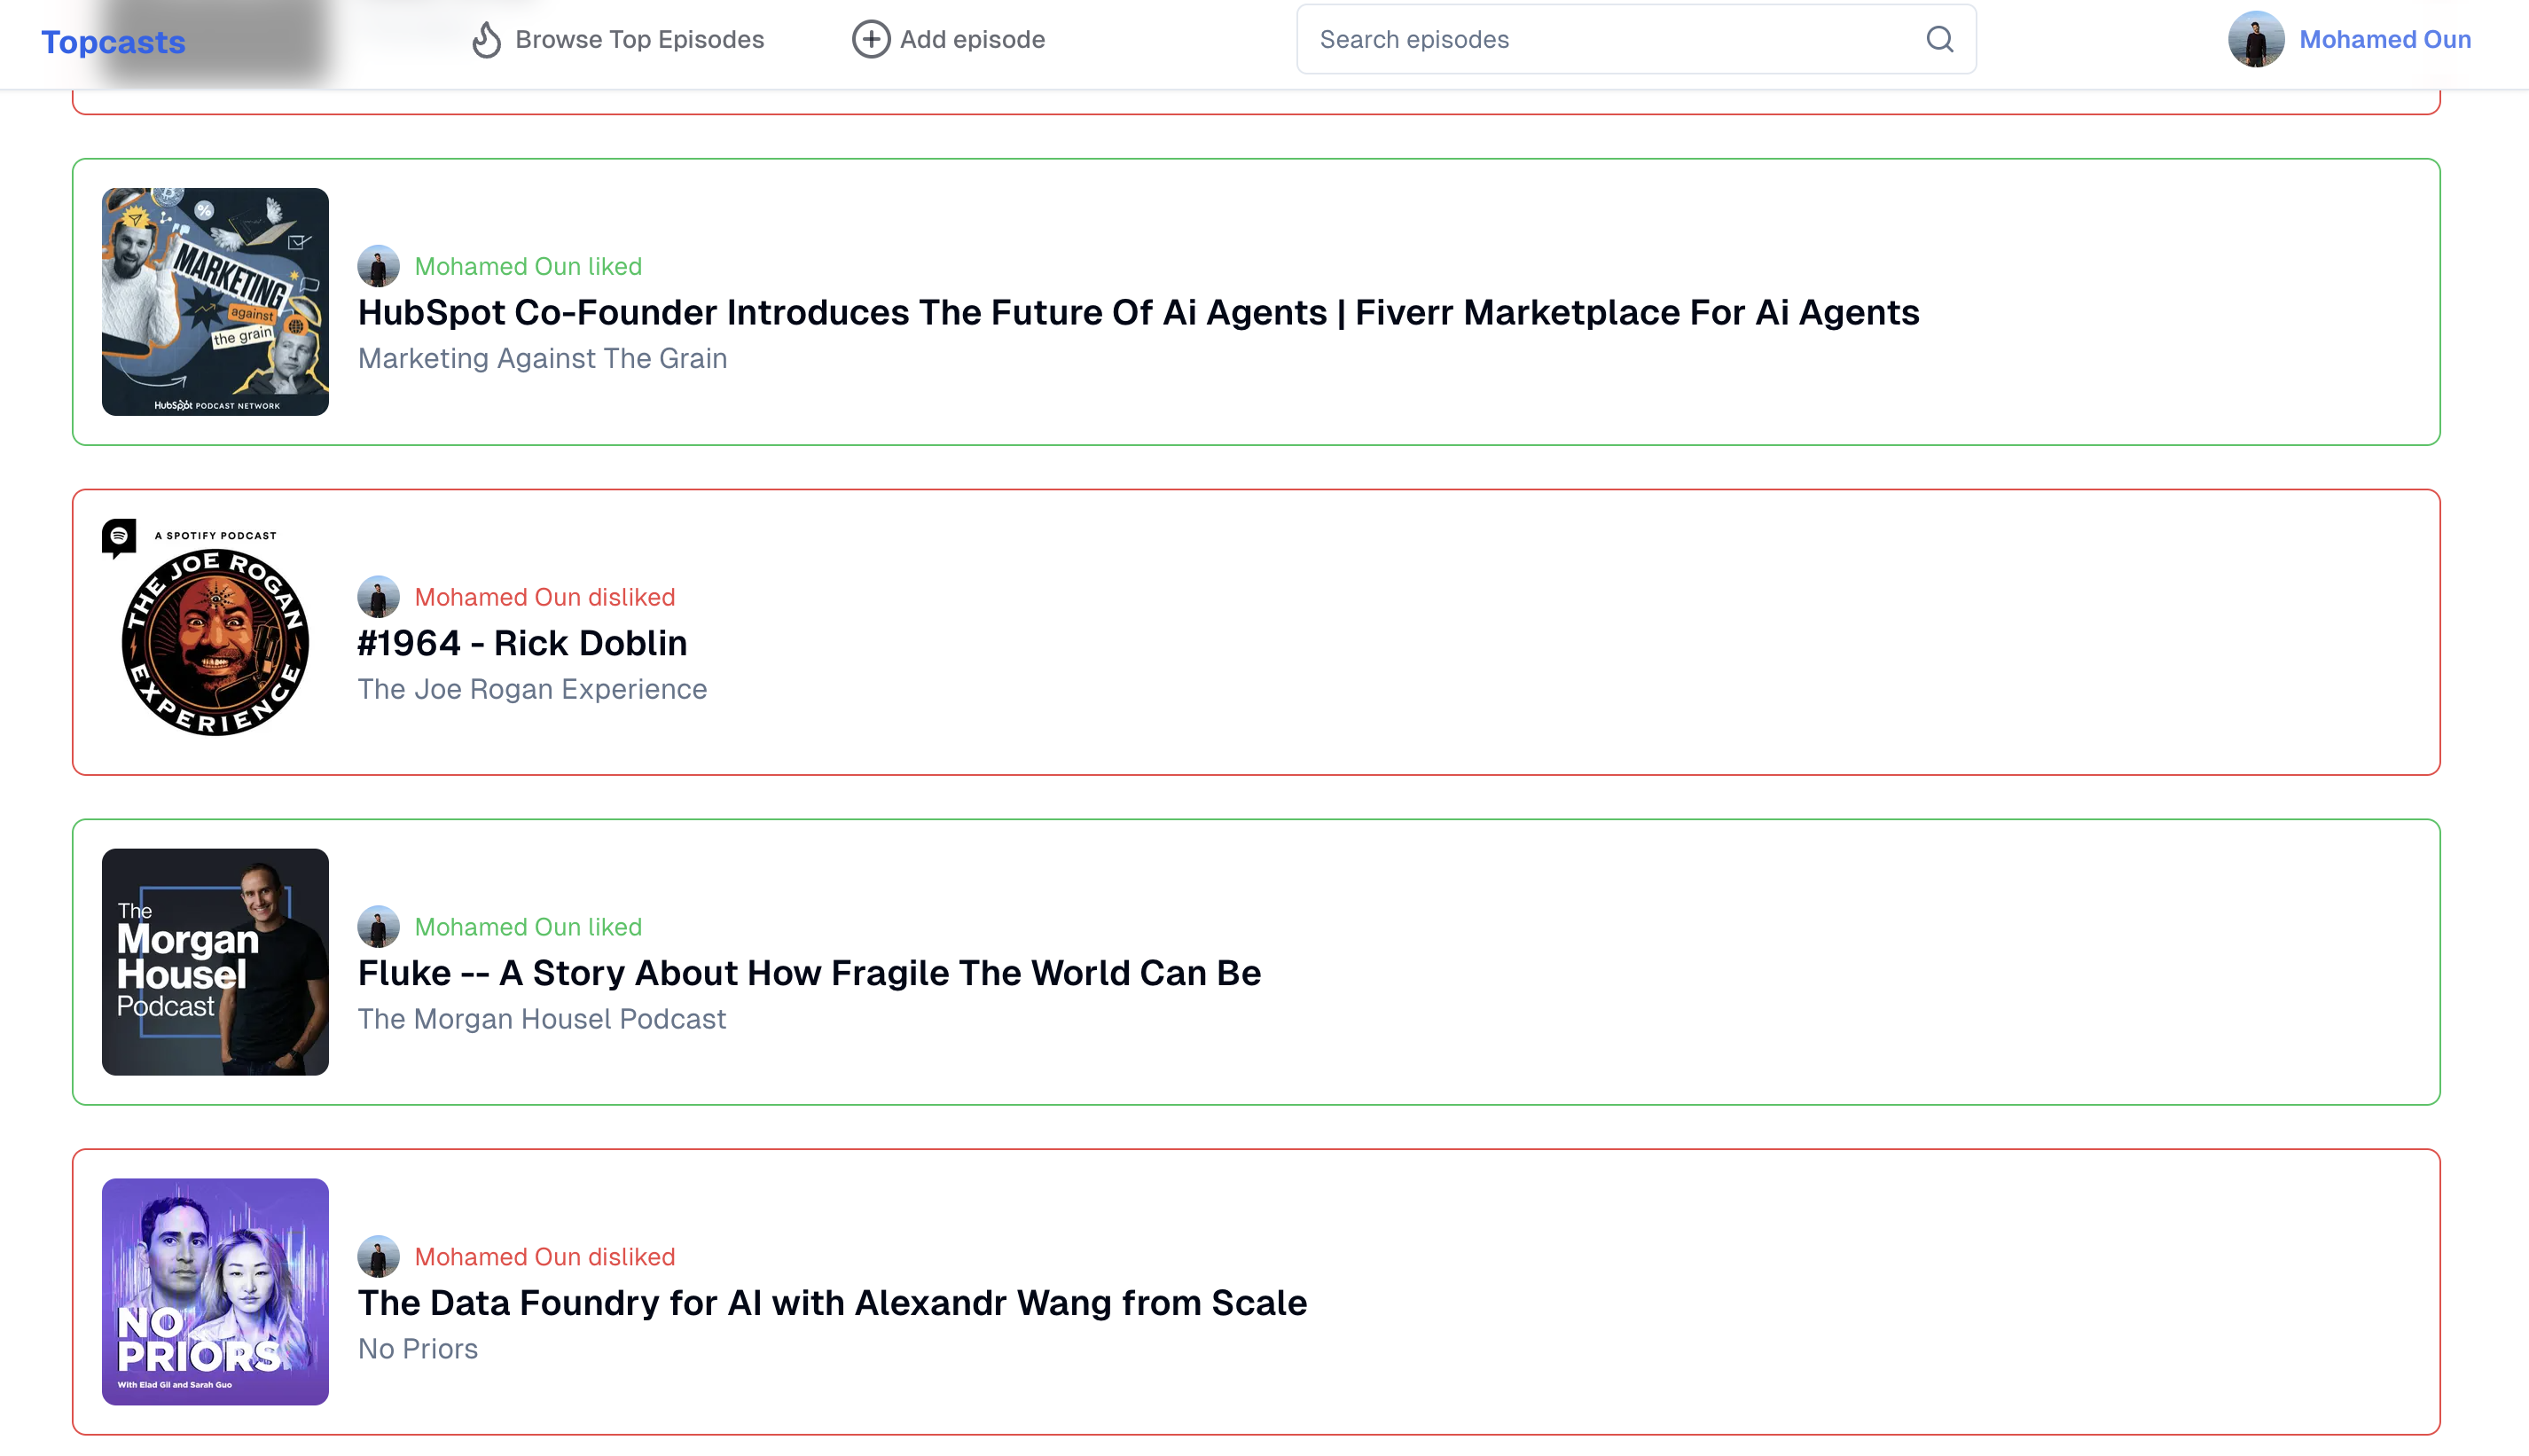 Topcasts
Browse Top Episodes
Add episode
Search episodes
Mohamed Oun
%
MARKETING
against
the grain
HubSpot PODCAST NETWORK
Mohamed Oun liked
HubSpot Co-Founder Introduces The Future Of Ai Agents | Fiverr Marketplace For Ai Agents
Marketing Against The Grain
A SPOTIFY PODCAST
THE JOE ROGAN
EXPERIENCE
Mohamed Oun disliked
#1964 - Rick Doblin
The Joe Rogan Experience
The
Morgan
Housel
Podcast
Mohamed Oun liked
Fluke -- A Story About How Fragile The World Can Be
The Morgan Housel Podcast
NO
PRIORS
With Elad Gil and Sarah Guo
Mohamed Oun disliked
The Data Foundry for AI with Alexandr Wang from Scale
No Priors